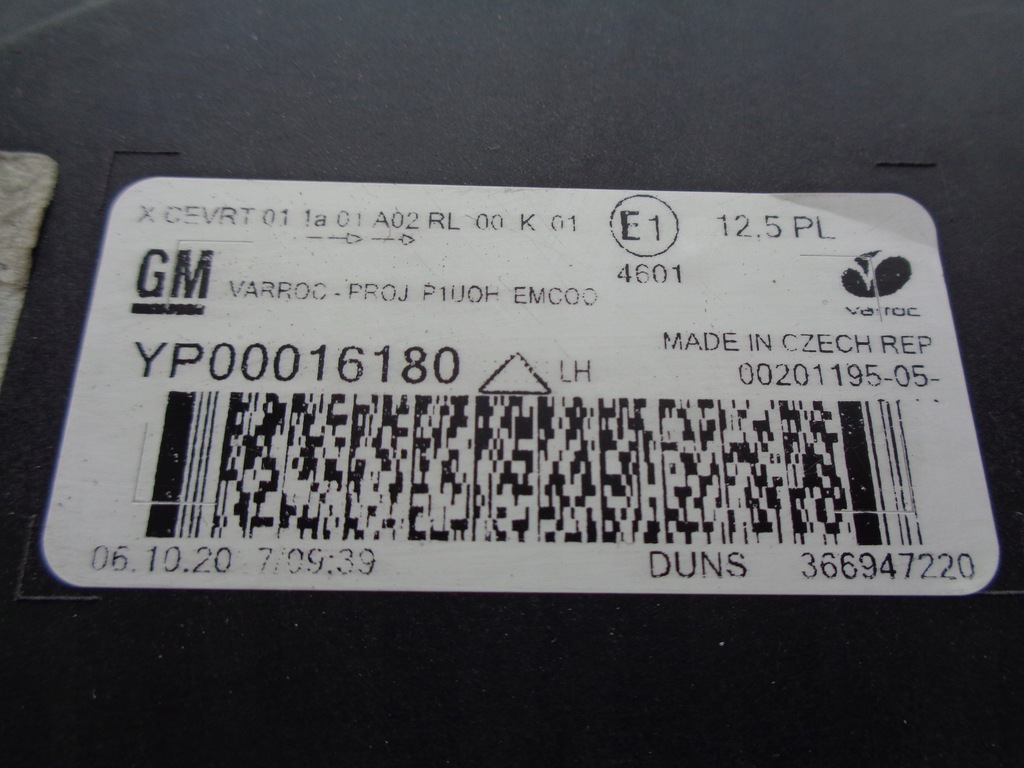 X CEVRT 01 1a 01 A02 RL 00 K 01
E1
4601
12,5 PL
GM
VARROC - PROJ P1UOH EMCOO
varroc
YP00016180
LH
MADE IN CZECH REP
00201195-05-
06.10.20 7/09:39
DUNS 366947220